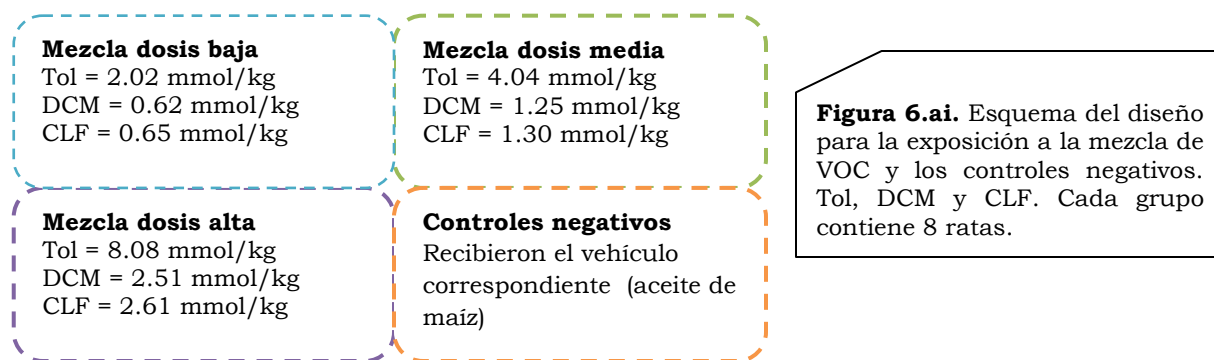 Mezcla dosis baja
Tol = 2.02 mmol/kg
DCM = 0.62 mmol/kg
CLF = 0.65 mmol/kg
Mezcla dosis media
Tol = 4.04 mmol/kg
DCM = 1.25 mmol/kg
CLF = 1.30 mmol/kg
Mezcla dosis alta
Tol = 8.08 mmol/kg
DCM = 2.51 mmol/kg
CLF = 2.61 mmol/kg
Controles negativos
Recibieron el vehículo
correspondiente (aceite de
maíz)
Figura 6.ai. Esquema del diseño
para la exposición a la mezcla de
VOC y los controles negativos.
Tol, DCM y CLF. Cada grupo
contiene 8 ratas.